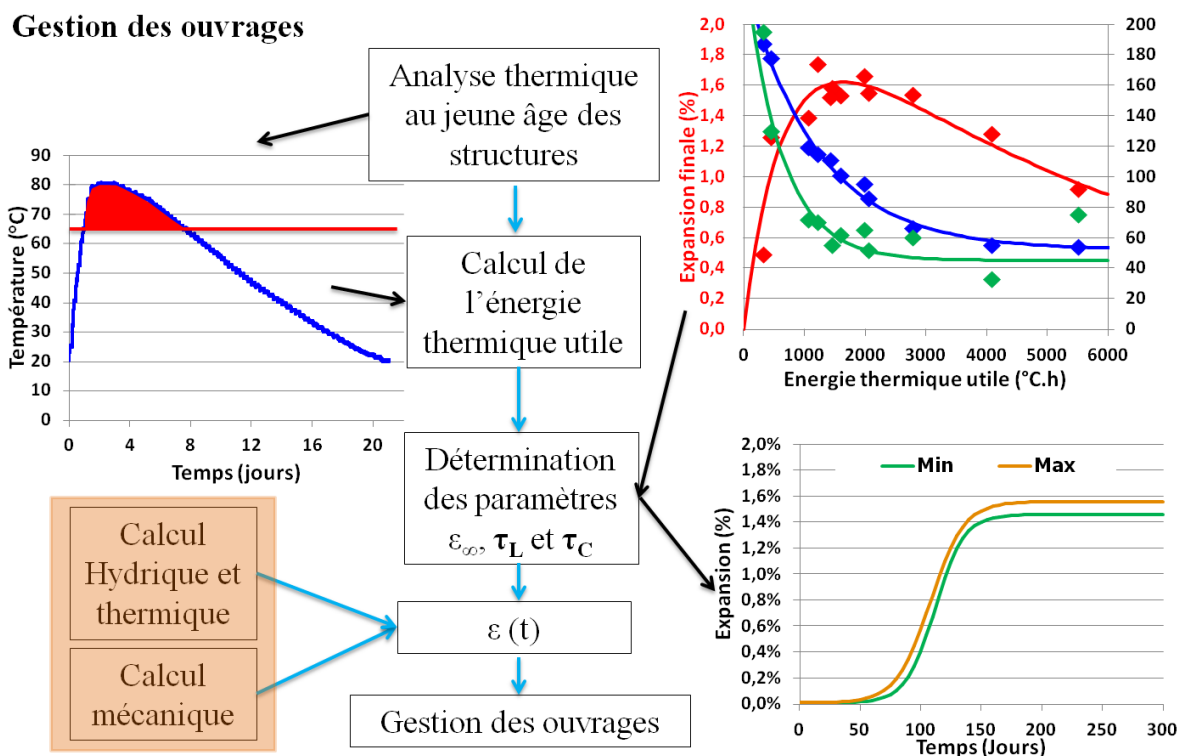 Gestion des ouvrages
Analyse thermique
au jeune âge des
structures
Calcul de
l’énergie
thermique utile
Détermination
des paramètres
ε∞, τL et τC
ε (t)
Gestion des ouvrages
Calcul
Hydrique et
thermique
Calcul
mécanique
Température (°C)
90
80
70
60
50
40
30
20
10
0
0 4 8 12 16 20
Temps (jours)
Expansion finale (%)
2,0
1,8
1,6
1,4
1,2
1,0
0,8
0,6
0,4
0,2
0,0
200
180
160
140
120
100
80
60
40
20
0
0 1000 2000 3000 4000 5000 6000
Energie thermique utile (°C.h)
Expansion (%)
2,0%
1,8%
1,6%
1,4%
1,2%
1,0%
0,8%
0,6%
0,4%
0,2%
0,0%
Min Max
0 50 100 150 200 250 300
Temps (Jours)